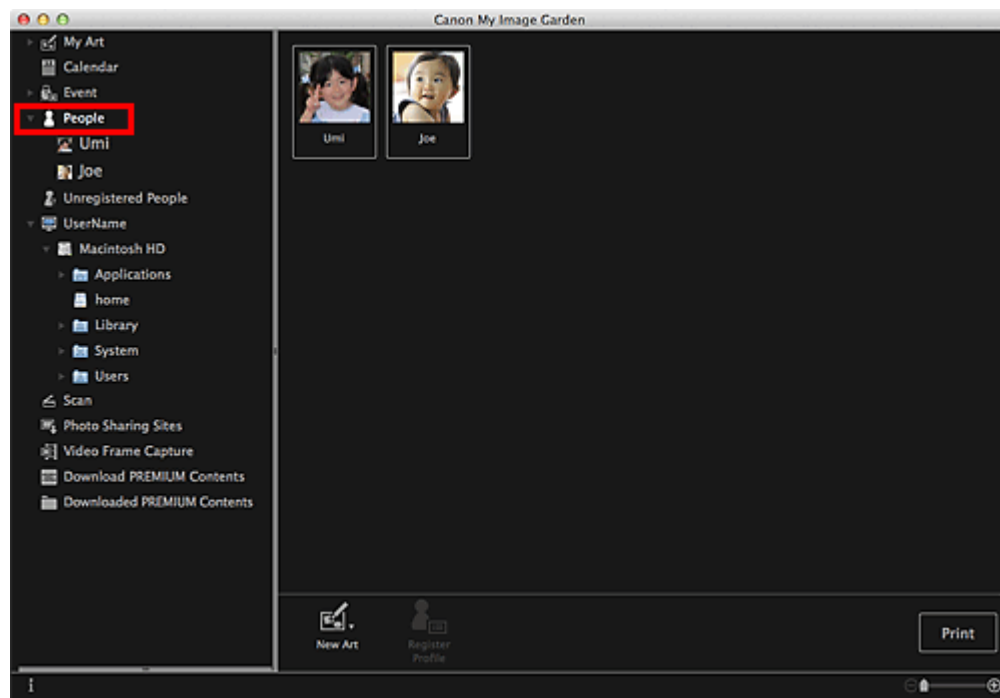 Canon My Image Garden
My Art
Calendar
Event
People
Umi
Joe
Unregistered People
UserName
Macintosh HD
Applications
home
Library
System
Users
Scan
Photo Sharing Sites
Video Frame Capture
Download PREMIUM Contents
Downloaded PREMIUM Contents
Umi
Joe
New Art
Register
Profile
Print